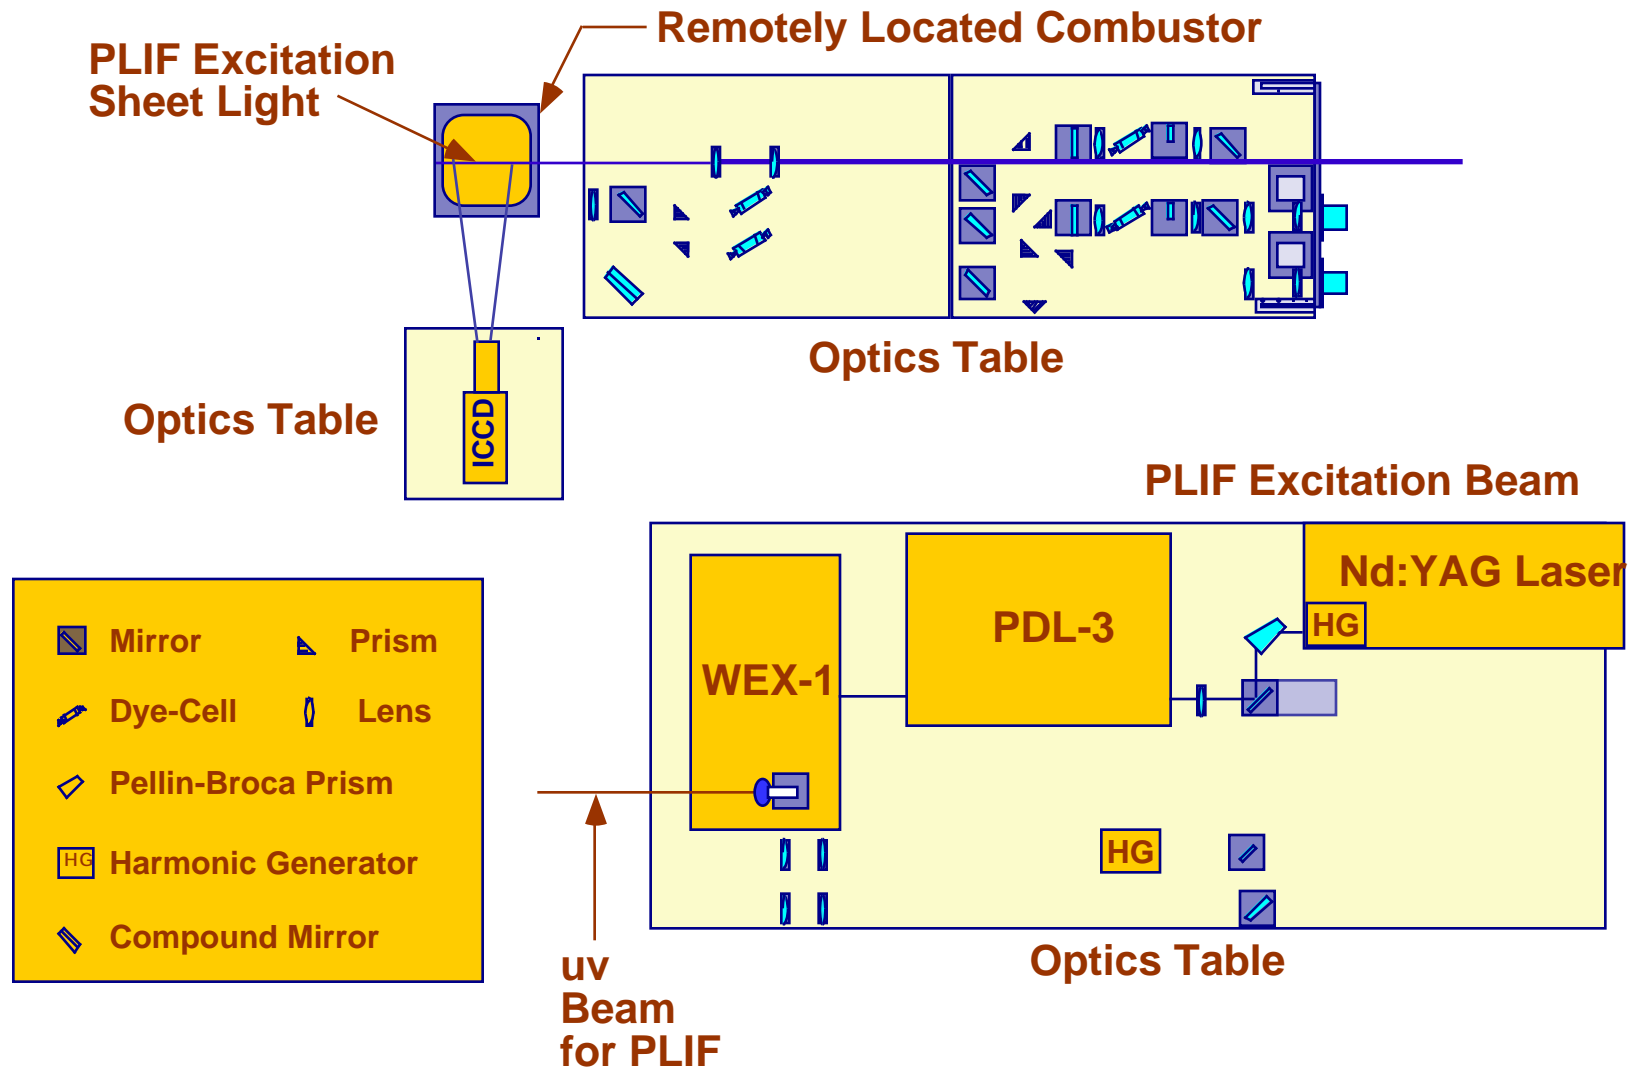 Remotely Located Combustor
PLIF Excitation
Sheet Light
Optics Table
Optics Table
ICCD
PLIF Excitation Beam
Nd:YAG Laser
HG
PDL-3
WEX-1
HG
Optics Table
Mirror
Prism
Dye-Cell
Lens
Pellin-Broca Prism
HG
Harmonic Generator
Compound Mirror
uv
Beam
for PLIF